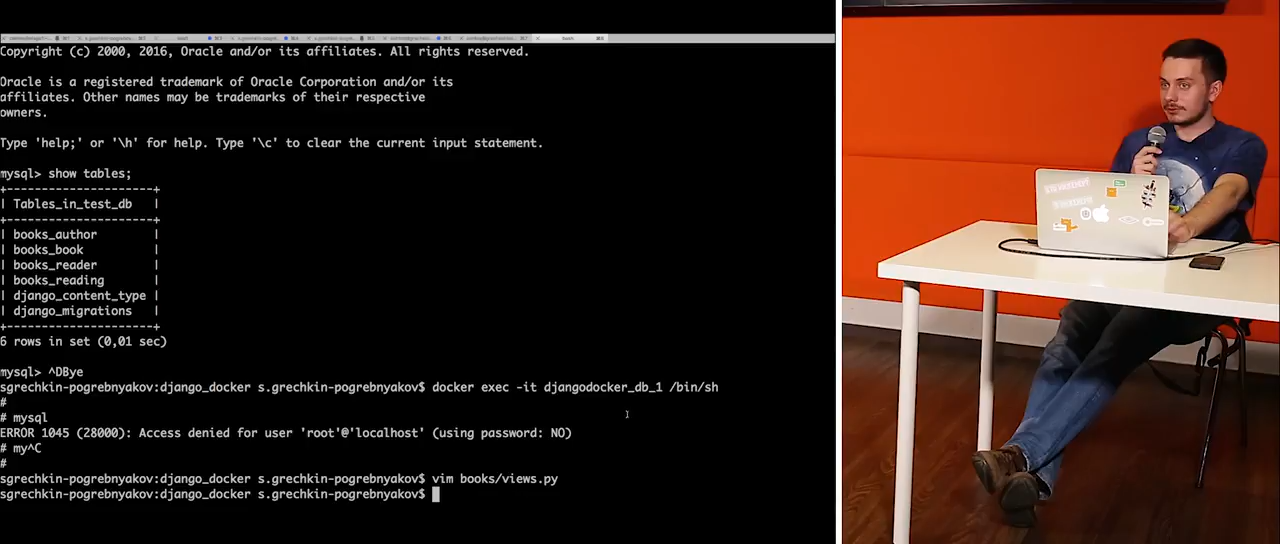 Copyright (c) 2000, 2016, Oracle and/or its affiliates. All rights reserved.
Oracle is a registered trademark of Oracle Corporation and/or its
affiliates. Other names may be trademarks of their respective
owners.
Type 'help;' or '\h' for help. Type '\c' to clear the current input statement.
mysql> show tables;
+---------------------+
| Tables_in_test_db   |
+---------------------+
| books_author        |
| books_book          |
| books_reader        |
| books_reading       |
| django_content_type |
| django_migrations   |
+---------------------+
6 rows in set (0,01 sec)
mysql> ^DBye
sgrechkin-pogrebnyakov:django_docker s.grechkin-pogrebnyakov$ docker exec -it djangodocker_db_1 /bin/sh
#
# mysql
ERROR 1045 (28000): Access denied for user 'root'@'localhost' (using password: NO)
# my^C
#
sgrechkin-pogrebnyakov:django_docker s.grechkin-pogrebnyakov$ vim books/views.py
sgrechkin-pogrebnyakov:django_docker s.grechkin-pogrebnyakov$